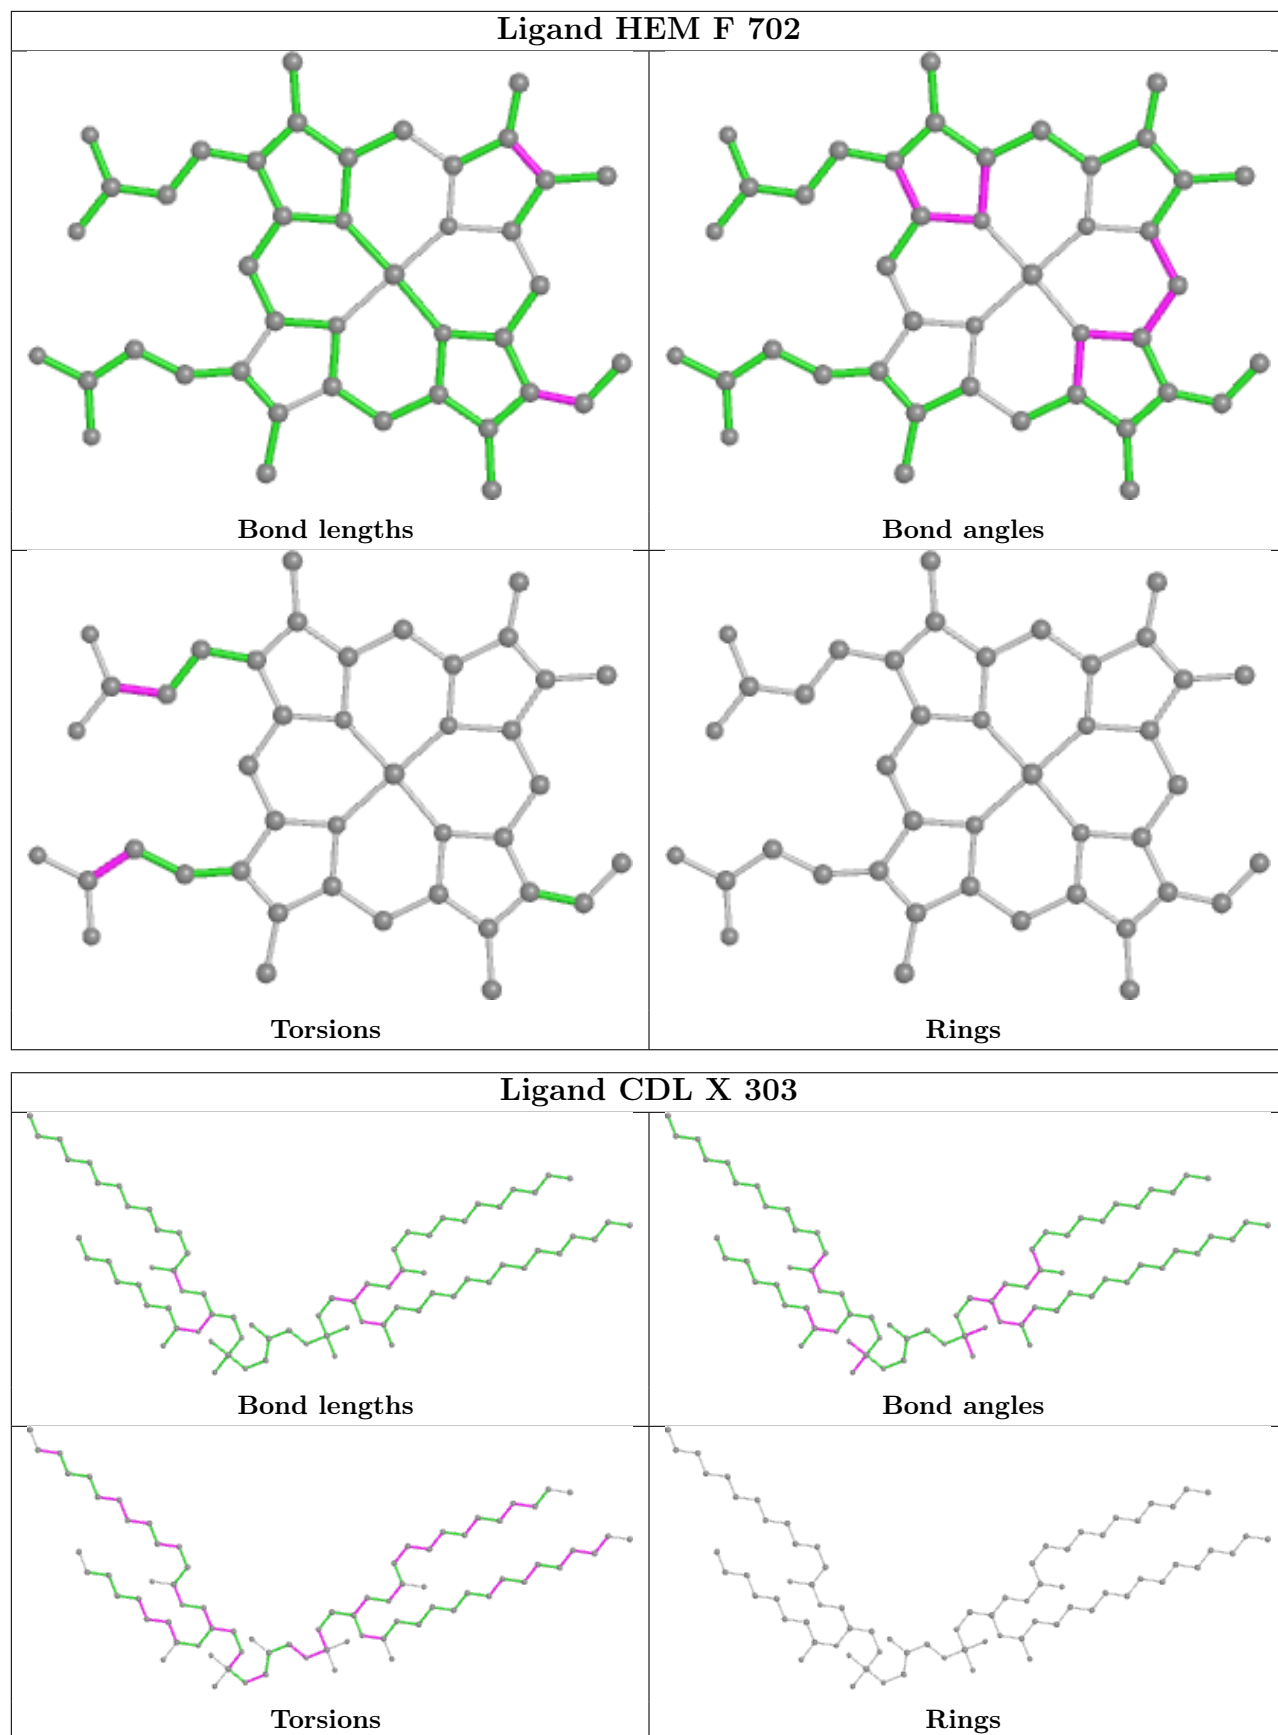 Ligand HEM F 702
Bond lengths
Bond angles
Torsions
Rings
Ligand CDL X 303
Bond lengths
Bond angles
Torsions
Rings